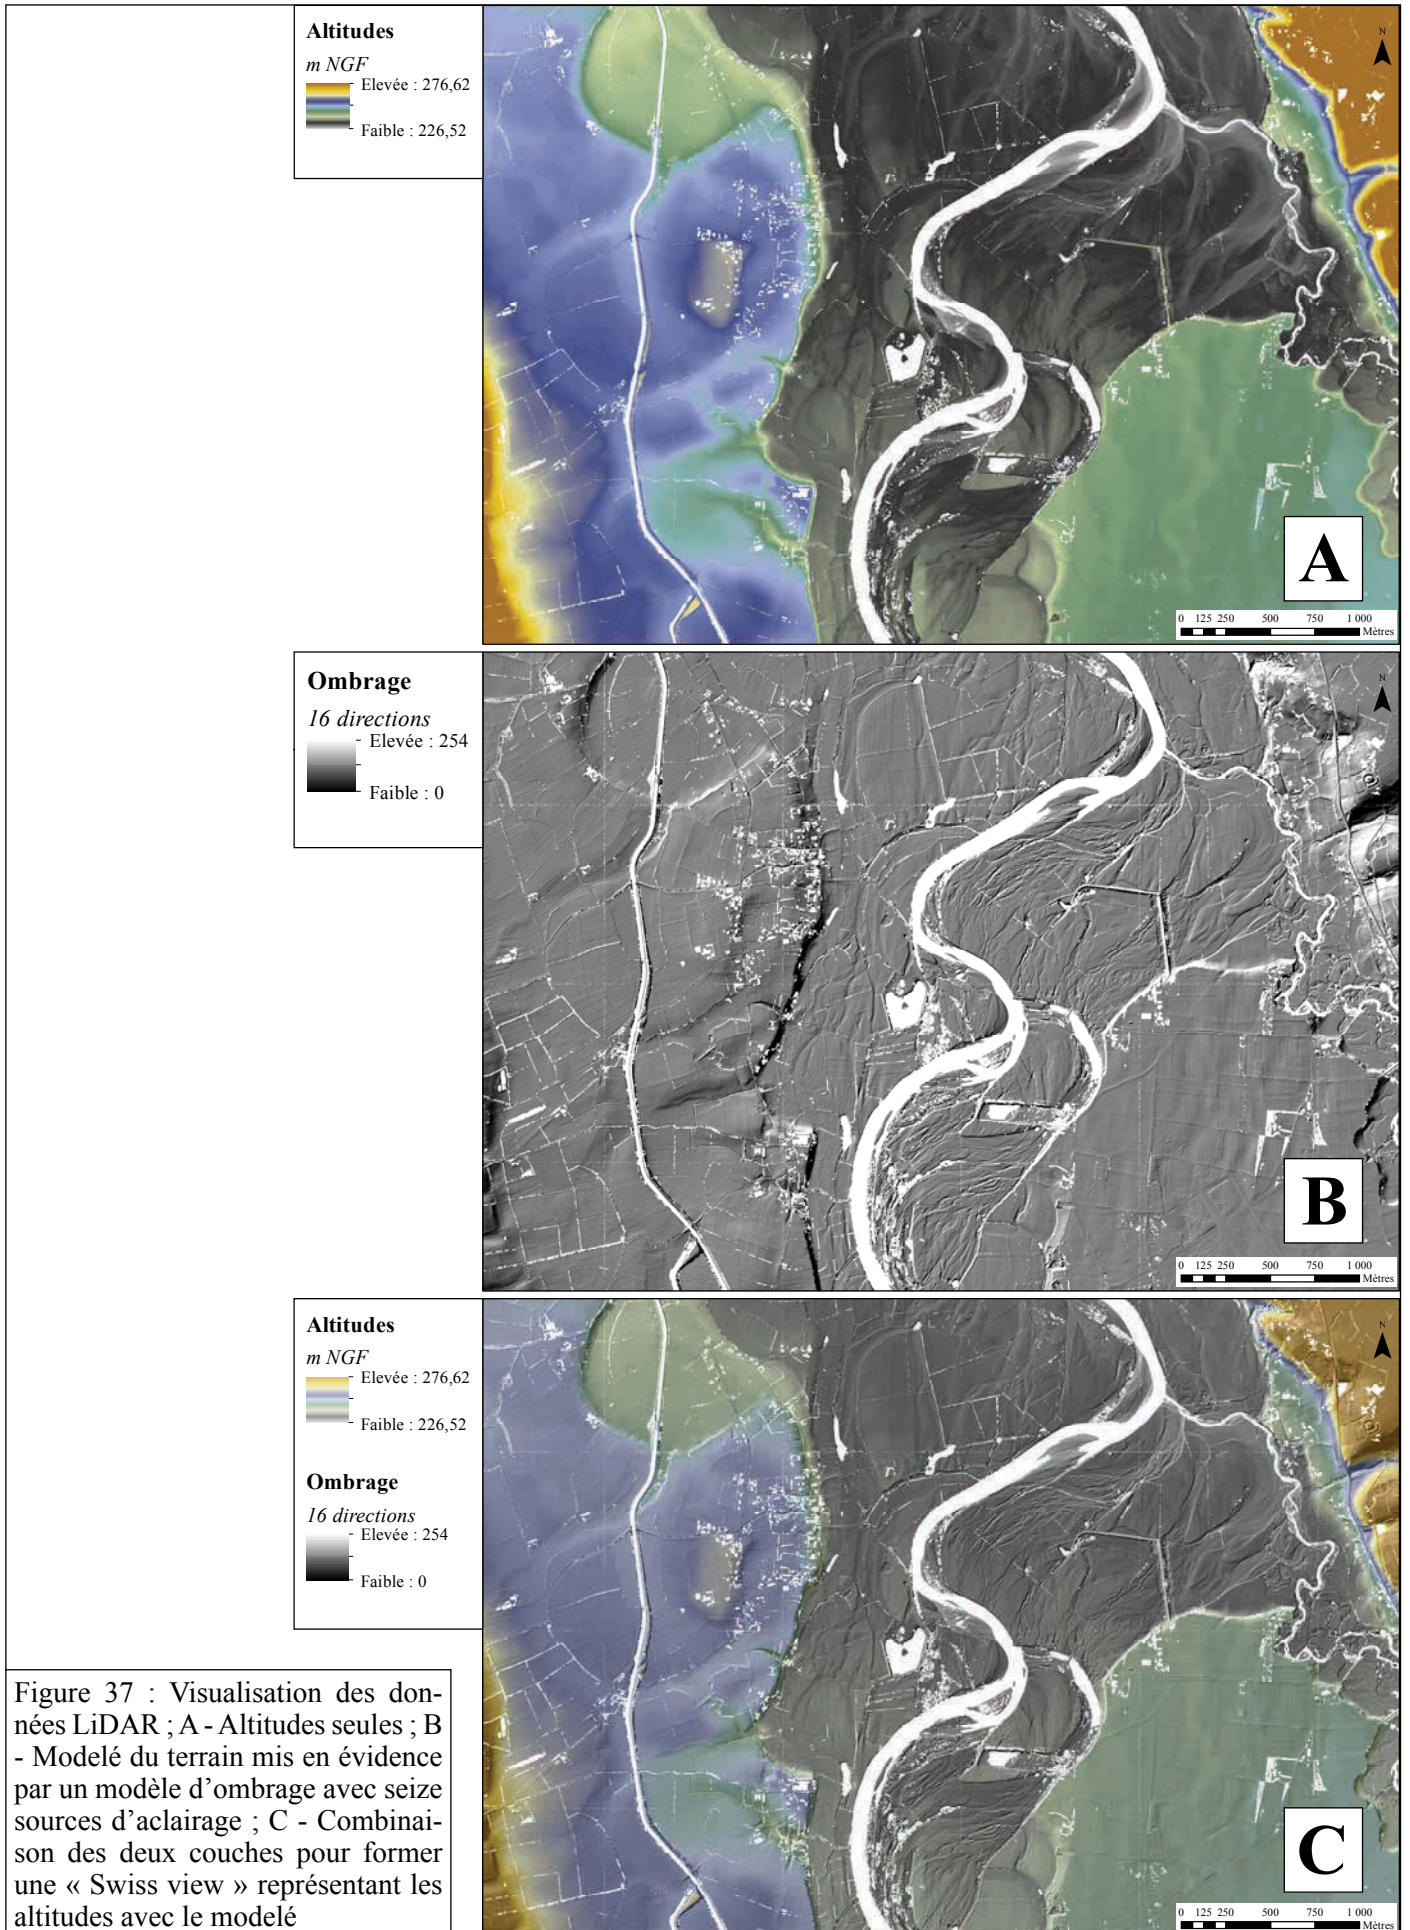 Altitudes
m NGF
Elevée : 276,62
Faible : 226,52
N
A
0 125 250 500 750 1 000
Mètres
Ombrage
16 directions
Elevée : 254
Faible : 0
N
B
0 125 250 500 750 1 000
Mètres
Altitudes
m NGF
Elevée : 276,62
Faible : 226,52
Ombrage
16 directions
Elevée : 254
Faible : 0
N
C
0 125 250 500 750 1 000
Mètres
Figure 37 : Visualisation des don-
nées LiDAR ; A - Altitudes seules ; B
- Modelé du terrain mis en évidence
par un modèle d’ombrage avec seize
sources d’aclairage ; C - Combinai-
son des deux couches pour former
une « Swiss view » représentant les
altitudes avec le modelé